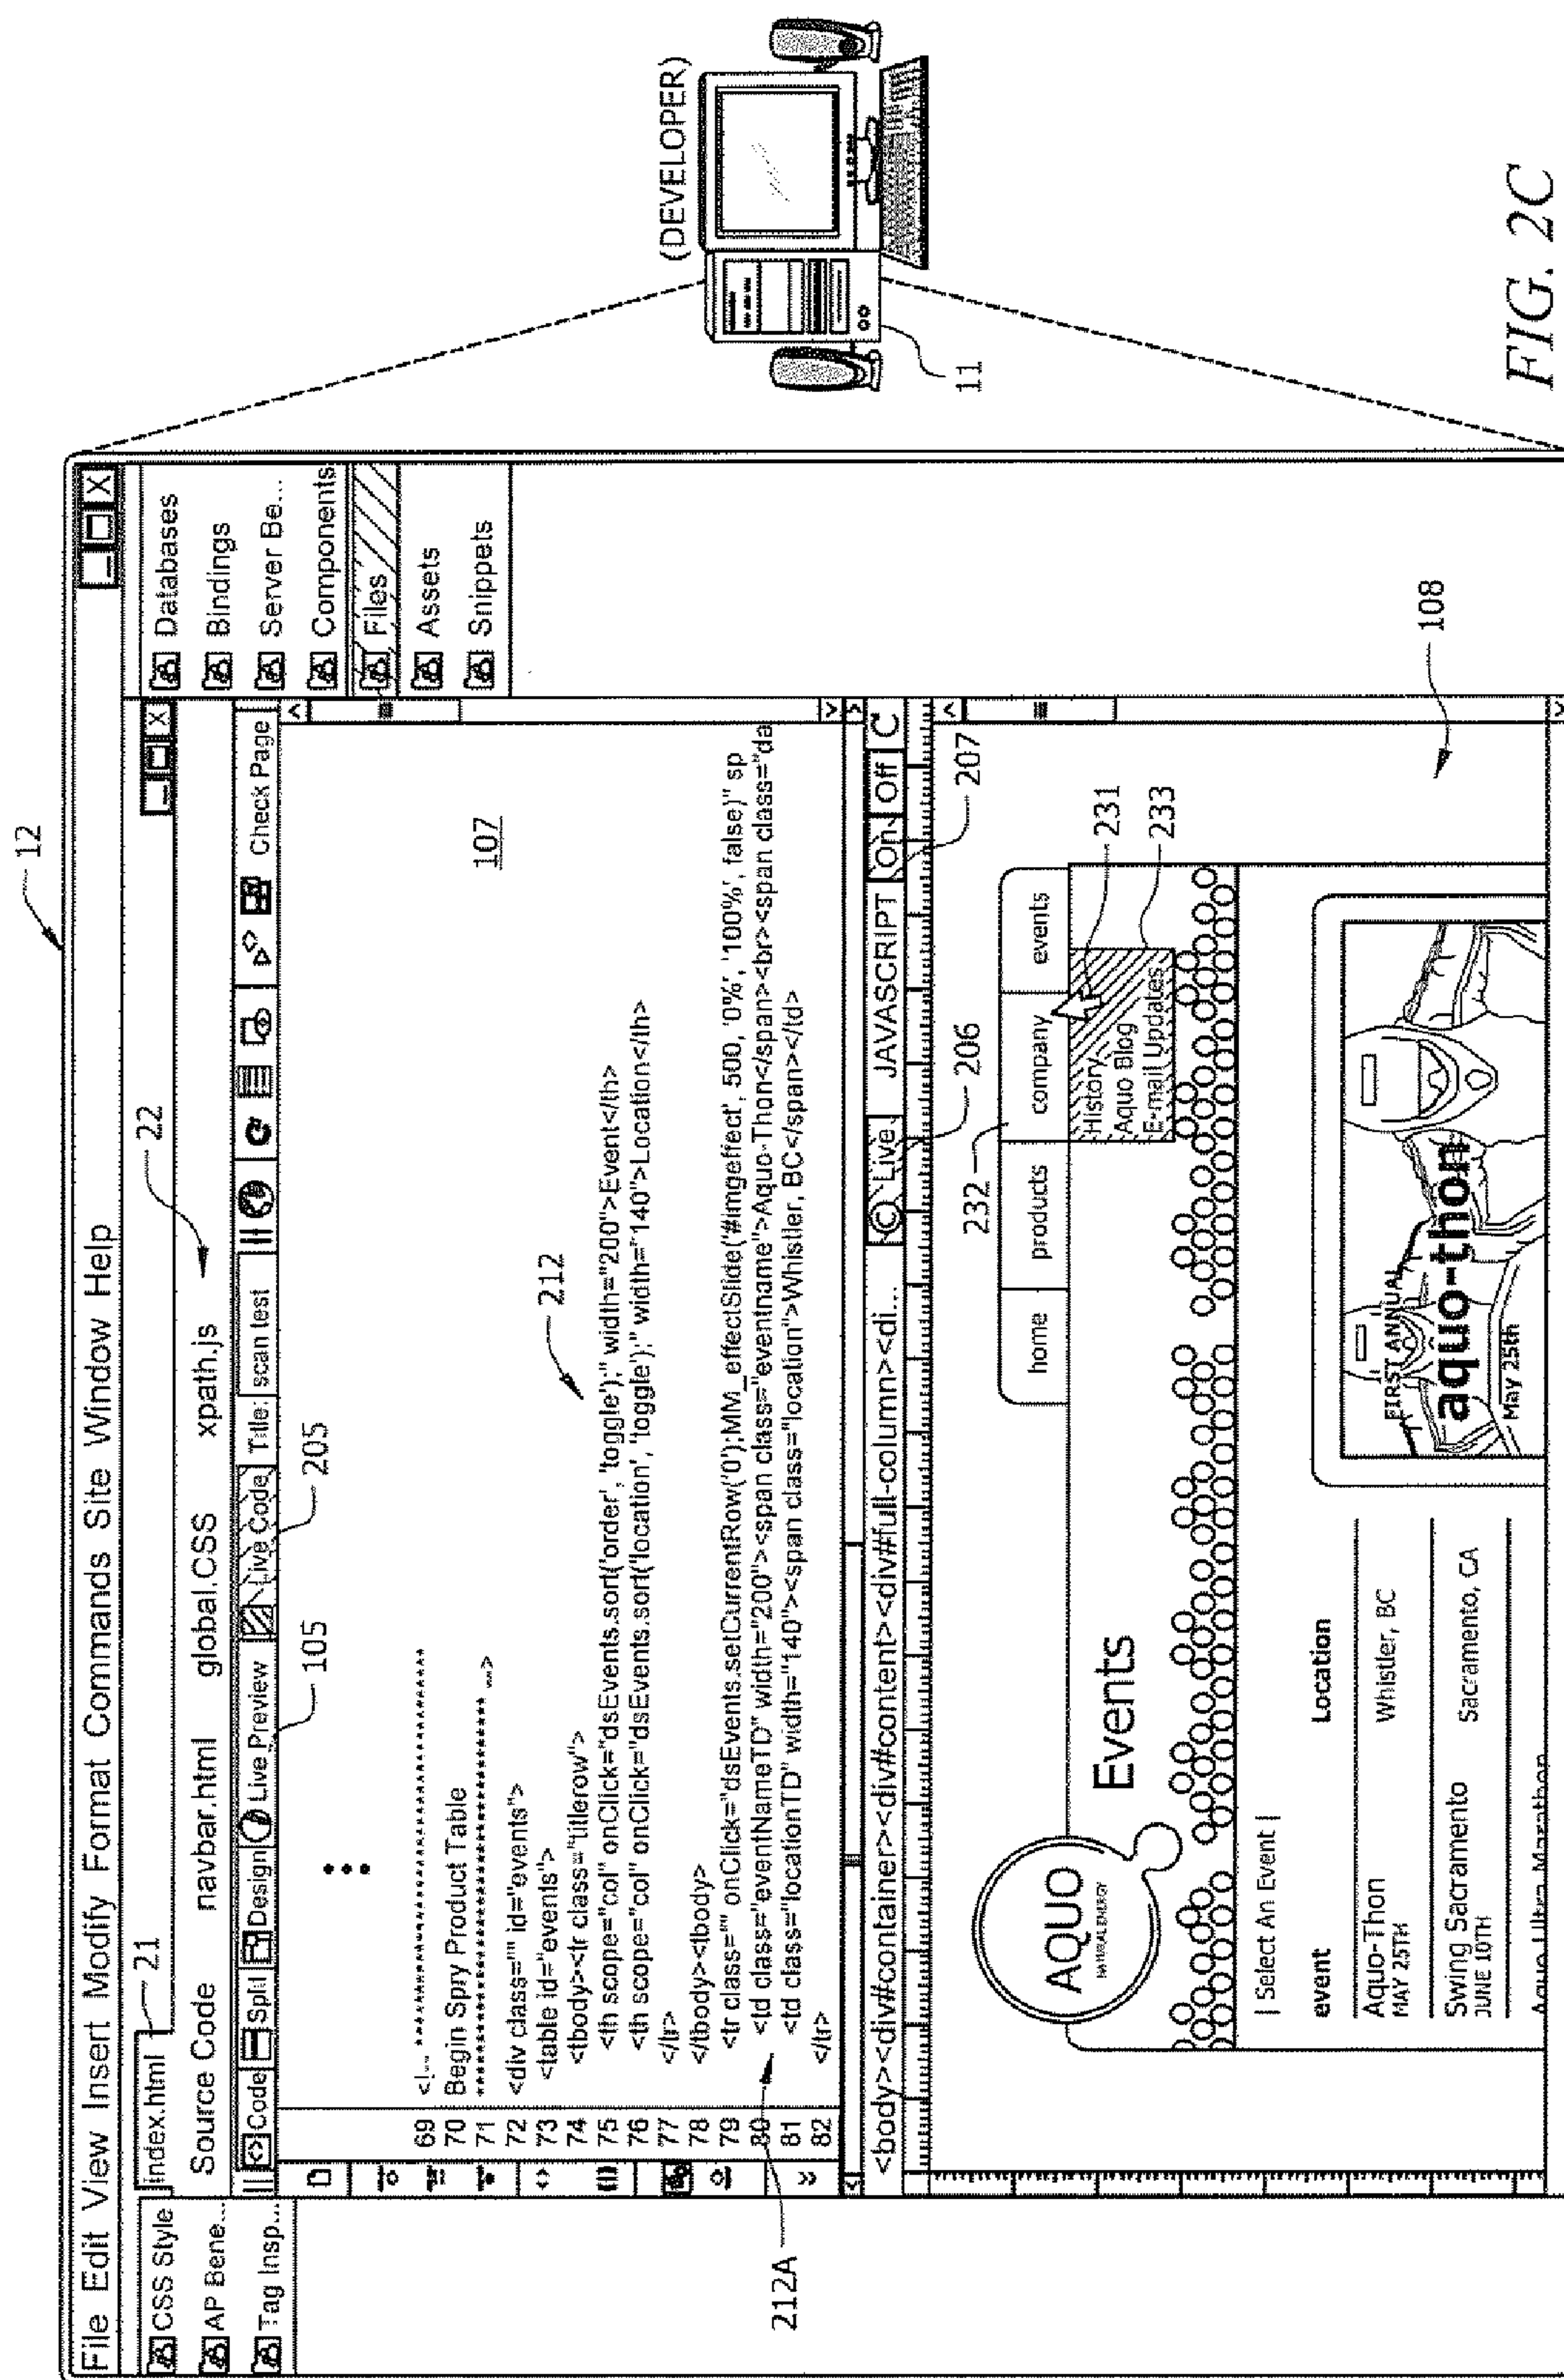 12
File Edit View Insert Modify Format Commands Site Window Help
_ X
index.html
21
22
_ X
Source Code navbar.html global.CSS xpath.js
Code Split Design Live Preview Live Code Title: scan test Check Page
105
205
107
CSS Style
AP Bene...
Tag Insp...
Databases
Bindings
Server Be...
Components
Files
Assets
Snippets
69 <!-- *************************************
70 Begin Spry Product Table
71 ****************************** -->
72 <div class="" id="events">
73 <table id="events">
74 <tbody><tr class="titlerow">
75 <th scope="col" onClick="dsEvents.sort('order', 'toggle');" width="200">Event</th>
76 <th scope="col" onClick="dsEvents.sort('location', 'toggle');" width="140">Location</th>
77 </tr>
78 </tbody><tbody>
79 <tr class="" onClick="dsEvents.setCurrentRow('0');MM_effectSlide('#imgeffect', 500, '0%', '100%', false)" sp
80 <td class="eventNameTD" width="200"><span class="eventname">Aquo-Thon</span><br><span class="da
81 <td class="locationTD" width="140"><span class="location">Whistler, BC</span></td>
82 </tr>
212
212A
<body><div#container><div#content><div#full-column><di... Live JAVASCRIPT On Off
206
207
232
home products company events
231
233
History
Aquo Blog
E-mail Updates
108
AQUO
NATURAL ENERGY
Events
| Select An Event |
event Location
Aquo-Thon Whistler, BC
MAY 25TH
Swing Sacramento Sacramento, CA
JUNE 10TH
Aquo Ultra Marathon
FIRST ANNUAL
aquo-thon
May 25th
(DEVELOPER)
11
FIG. 2C